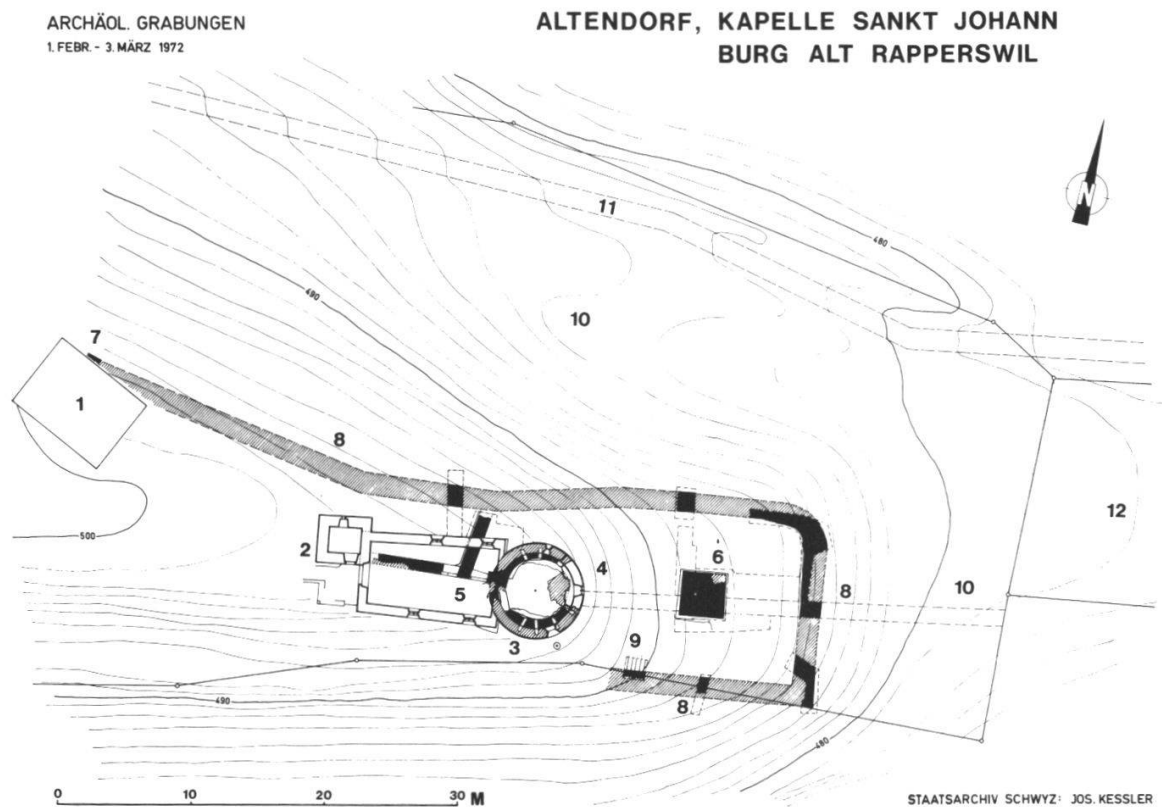 ARCHÄOL. GRABUNGEN
1. FEBR. - 3. MÄRZ 1972
ALTENDORF, KAPELLE SANKT JOHANN
BURG ALT RAPPERSWIL
N
11
480
490
10
7
1
8
12
500
2
6
4
5
8
10
3
9
490
8
480
0 10 20 30 M
STAATSARCHIV SCHWYZ: JOS. KESSLER